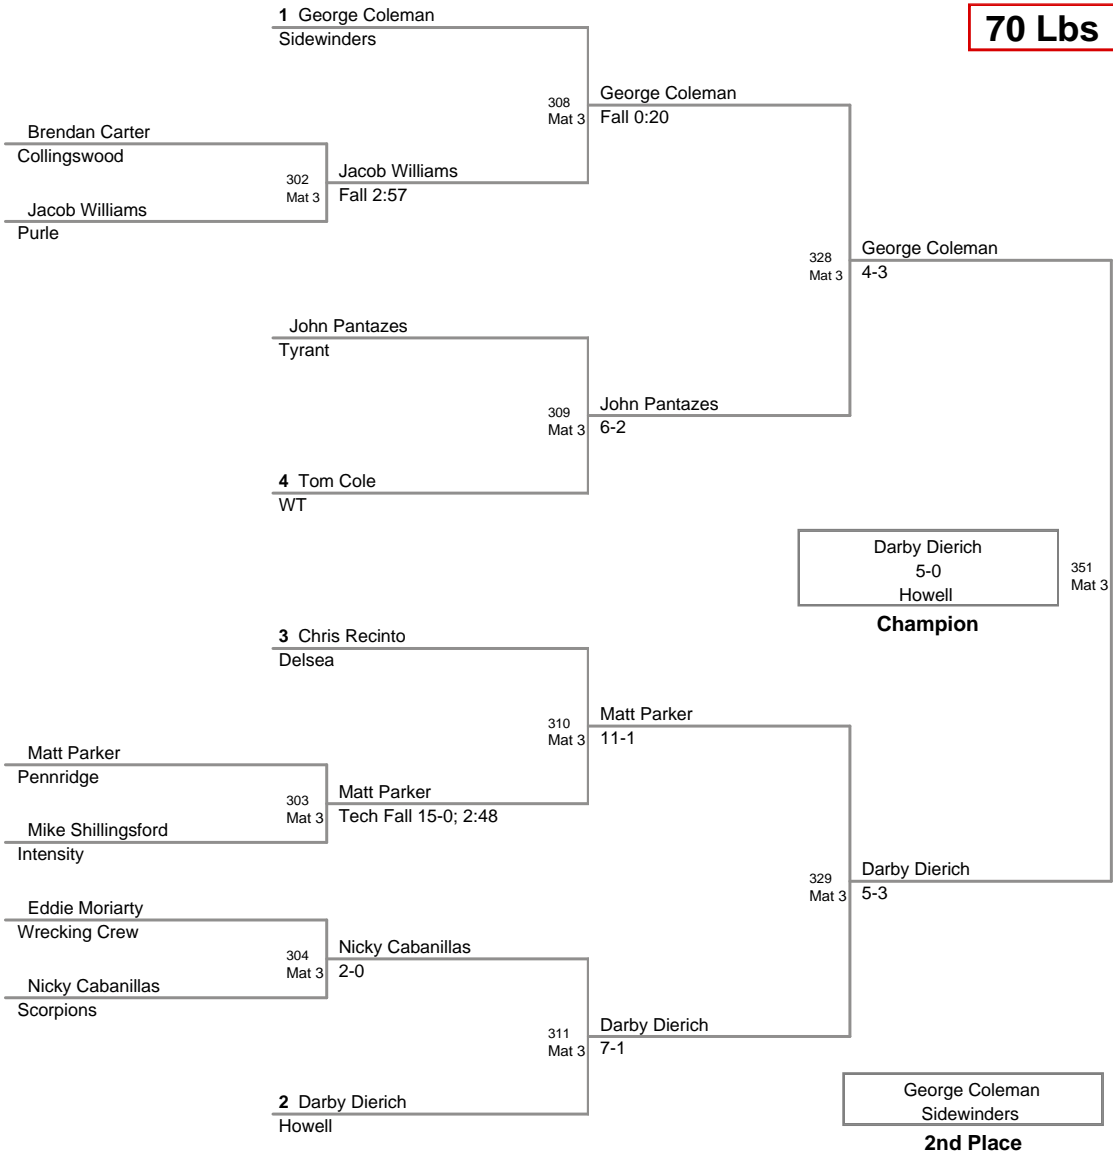 1 George Coleman
Sidewinders
70 Lbs
308
Mat 3
George Coleman
Fall 0:20
Brendan Carter
Collingswood
302
Mat 3
Jacob Williams
Fall 2:57
Jacob Williams
Purle
328
Mat 3
George Coleman
4-3
John Pantazes
Tyrant
309
Mat 3
John Pantazes
6-2
4 Tom Cole
WT
Darby Dierich
5-0
Howell
Champion
351
Mat 3
3 Chris Recinto
Delsea
310
Mat 3
Matt Parker
11-1
Matt Parker
Pennridge
303
Mat 3
Matt Parker
Tech Fall 15-0; 2:48
Mike Shillingsford
Intensity
329
Mat 3
Darby Dierich
5-3
Eddie Moriarty
Wrecking Crew
304
Mat 3
Nicky Cabanillas
2-0
Nicky Cabanillas
Scorpions
311
Mat 3
Darby Dierich
7-1
2 Darby Dierich
Howell
George Coleman
Sidewinders
2nd Place